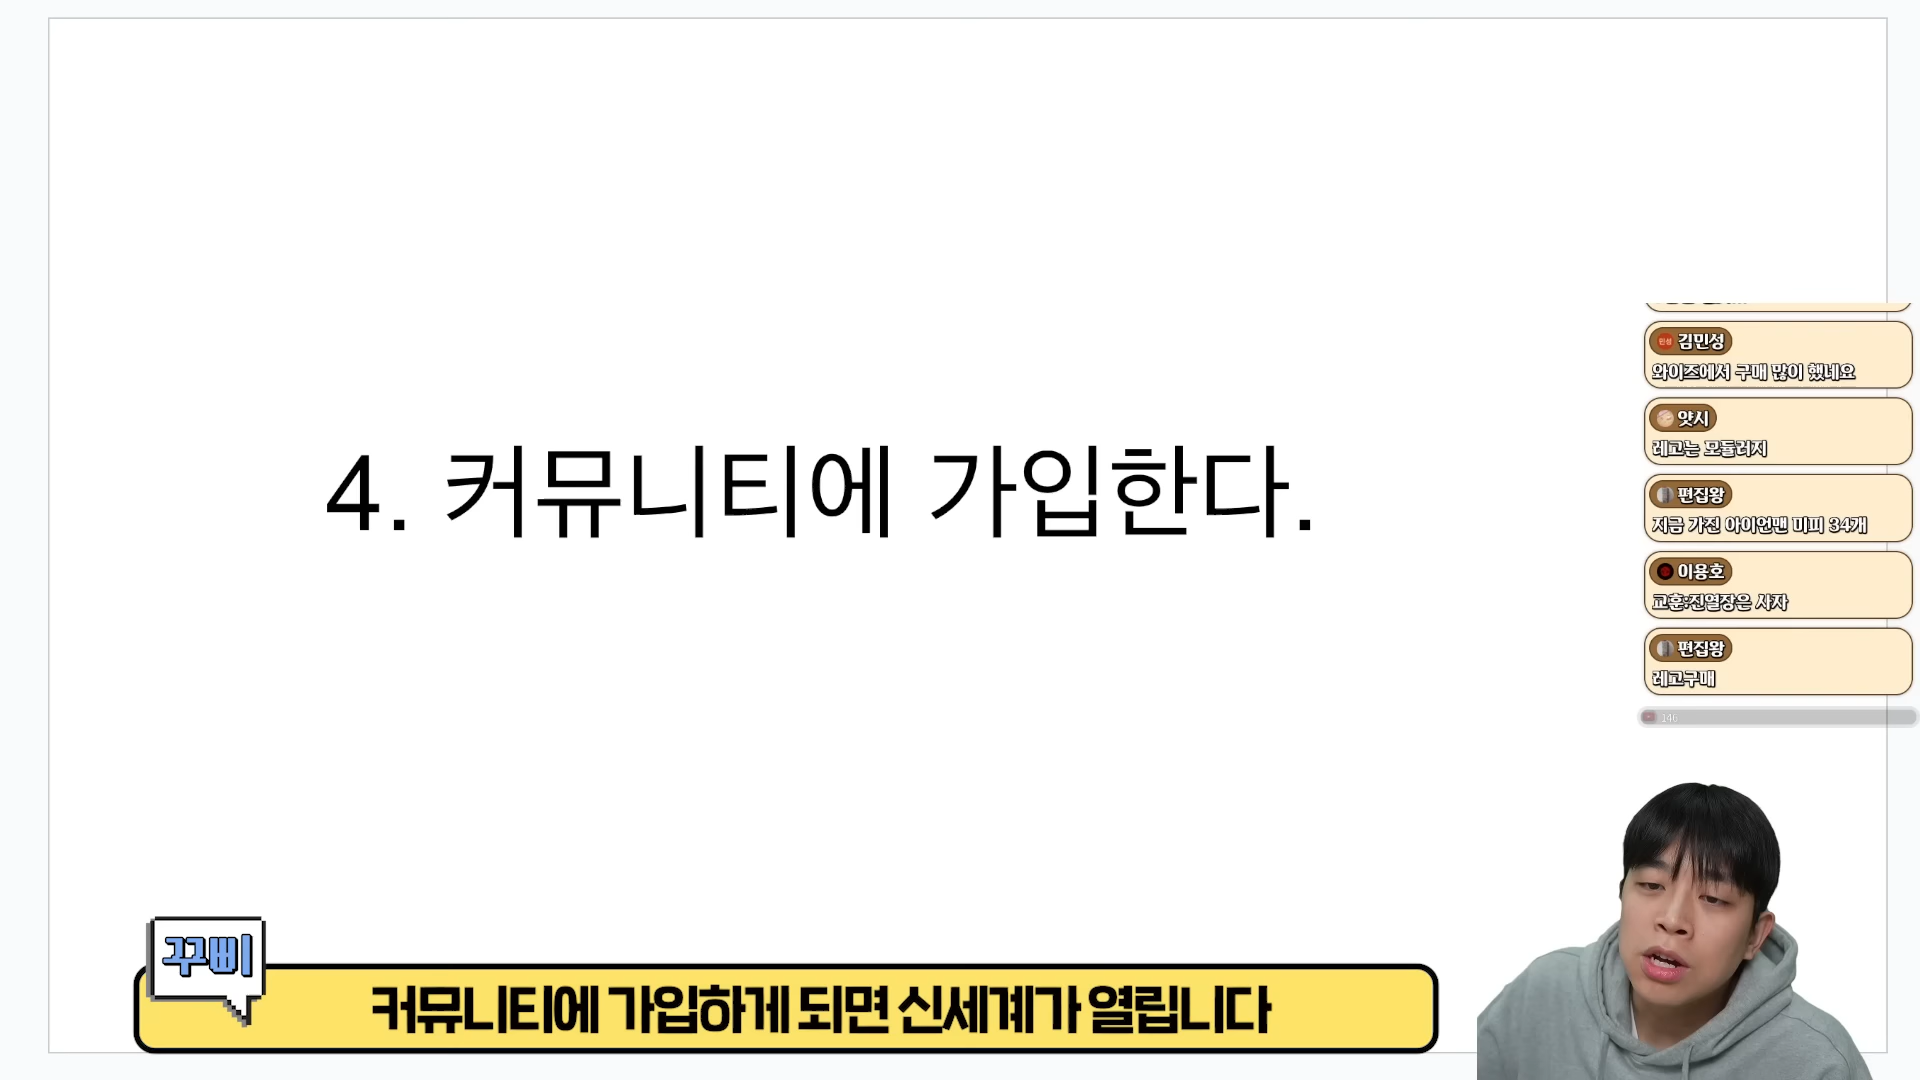 4. 커뮤니티에 가입한다.
김민성
와이즈에서 구매 많이 했네요
얏시
레고는 모듈러지
편집왕
지금 가진 아이언맨 미피 34개
이용호
교훈:진열장은 사자
편집왕
레고구매
146
꾸삐
커뮤니티에 가입하게 되면 신세계가 열립니다